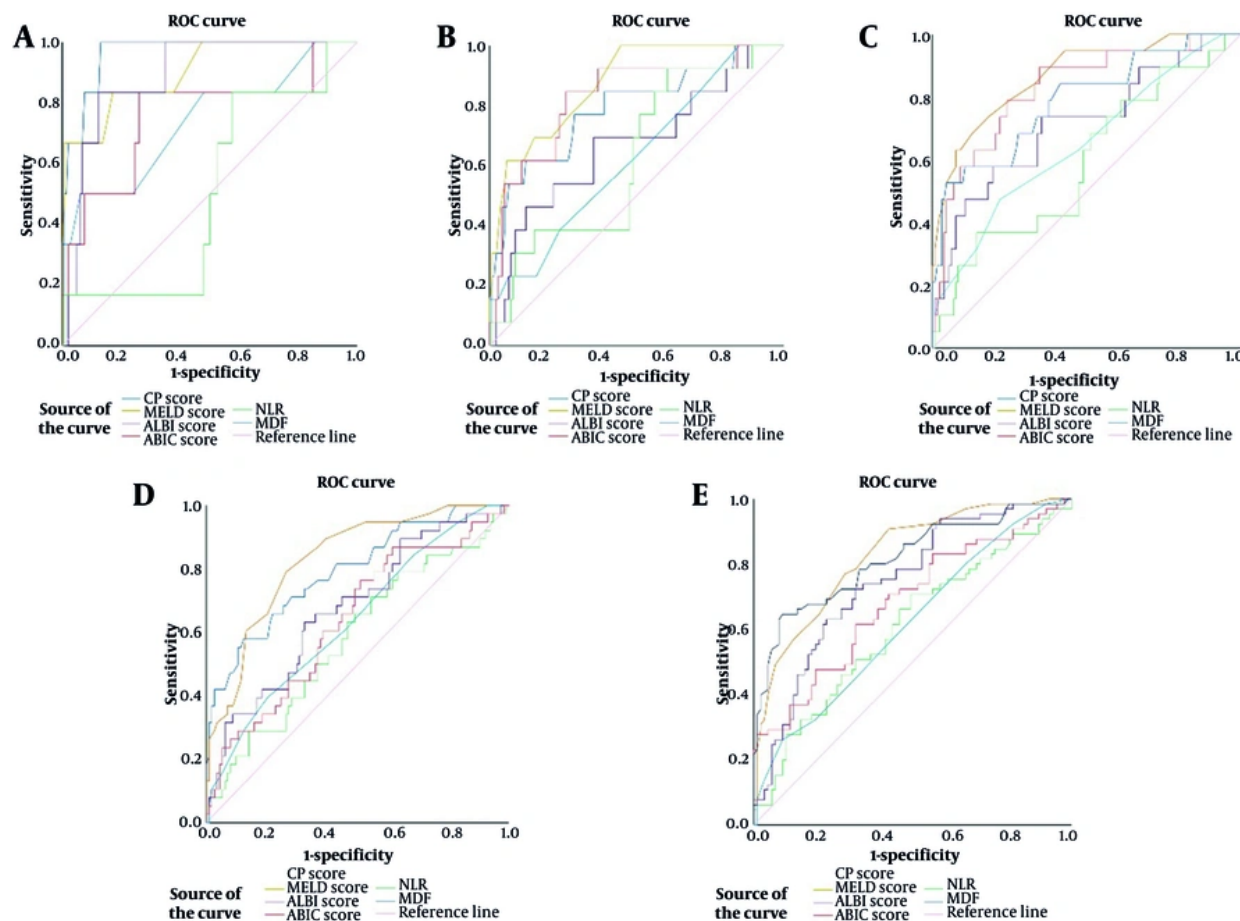 A
ROC curve
Sensitivity
1.0
0.8
0.6
0.4
0.2
0.0
0.0 0.2 0.4 0.6 0.8 1.0
1-specificity
Source of
the curve
CP score
MELD score
ALBI score
ABIC score
NLR
MDF
Reference line
B
ROC curve
Sensitivity
1.0
0.8
0.6
0.4
0.2
0.0
0.0 0.2 0.4 0.6 0.8 1.0
1-specificity
Source of
the curve
CP score
MELD score
ALBI score
ABIC score
NLR
MDF
Reference line
C
ROC curve
Sensitivity
1.0
0.8
0.6
0.4
0.2
0.0
0.0 0.2 0.4 0.6 0.8 1.0
1-specificity
Source of
the curve
CP score
MELD score
ALBI score
ABIC score
NLR
MDF
Reference line
D
ROC curve
Sensitivity
1.0
0.8
0.6
0.4
0.2
0.0
0.0 0.2 0.4 0.6 0.8 1.0
1-specificity
Source of
the curve
CP score
MELD score
ALBI score
ABIC score
NLR
MDF
Reference line
E
ROC curve
Sensitivity
1.0
0.8
0.6
0.4
0.2
0.0
0.0 0.2 0.4 0.6 0.8 1.0
1-specificity
Source of
the curve
CP score
MELD score
ALBI score
ABIC score
NLR
MDF
Reference line